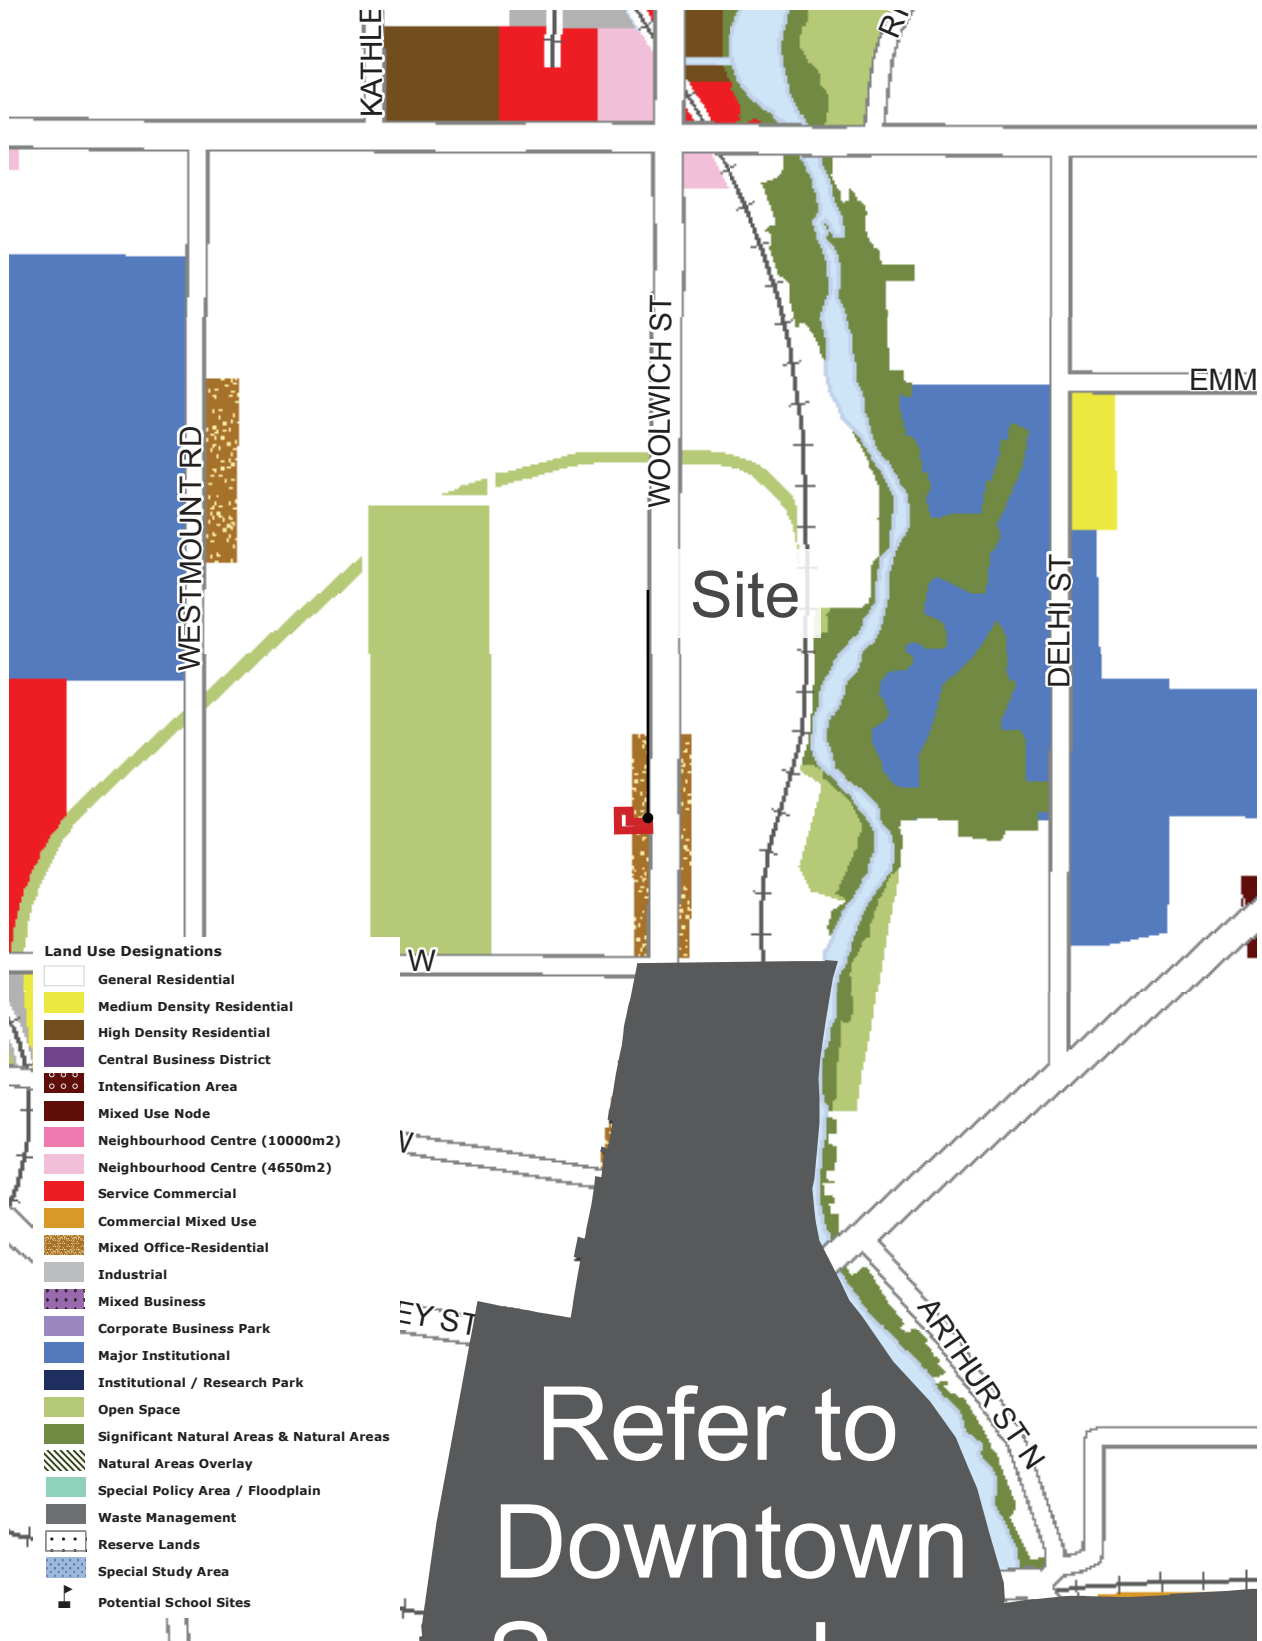 KATHLE
WOOLWICH ST
EMM
WESTMOUNT RD
DELHI ST
Site
W
Land Use Designations
General Residential
Medium Density Residential
High Density Residential
Central Business District
Intensification Area
Mixed Use Node
Neighbourhood Centre (10000m2)
Neighbourhood Centre (4650m2)
Service Commercial
Commercial Mixed Use
Mixed Office-Residential
Industrial
Mixed Business
Corporate Business Park
Major Institutional
Institutional / Research Park
Open Space
Significant Natural Areas & Natural Areas
Natural Areas Overlay
Special Policy Area / Floodplain
Waste Management
Reserve Lands
Special Study Area
Potential School Sites
EY ST
ARTHUR ST N
Refer to
Downtown